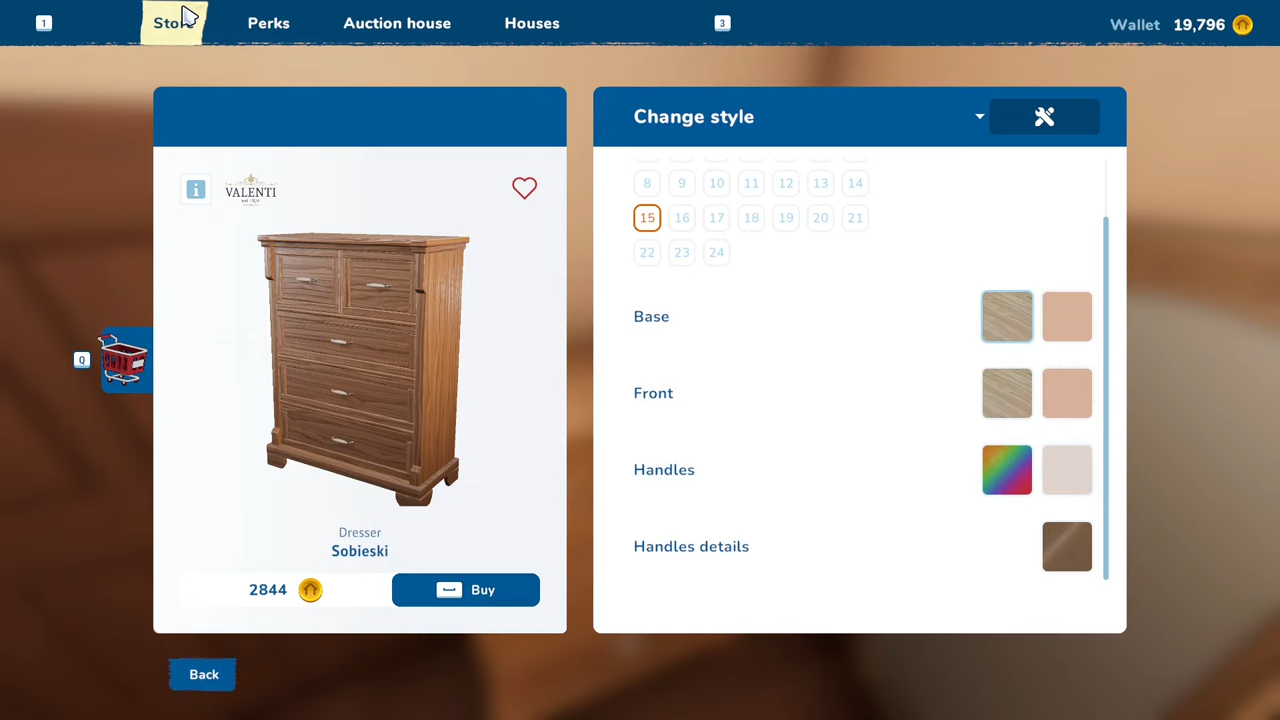 1 Store Perks Auction house Houses 3 Wallet 19,796
Change style
i VALENTI
8 9 10 11 12 13 14
15 16 17 18 19 20 21
22 23 24
Base
Q
Front
Handles
Dresser
Sobieski
Handles details
2844 Buy
Back